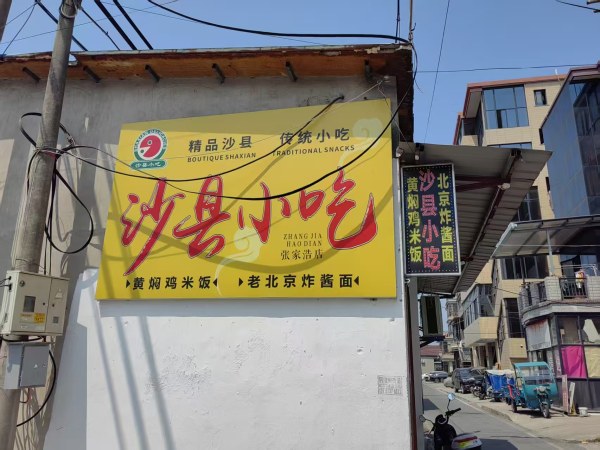 精品沙县 传统小吃
BOUTIQUE SHAXIAN TRADITIONAL SNACKS
沙县小吃
沙县小吃
ZHANG JIA
HAO DIAN
张家浩店
黄焖鸡米饭 老北京炸酱面
黄焖鸡米饭
沙县小吃
北京炸酱面